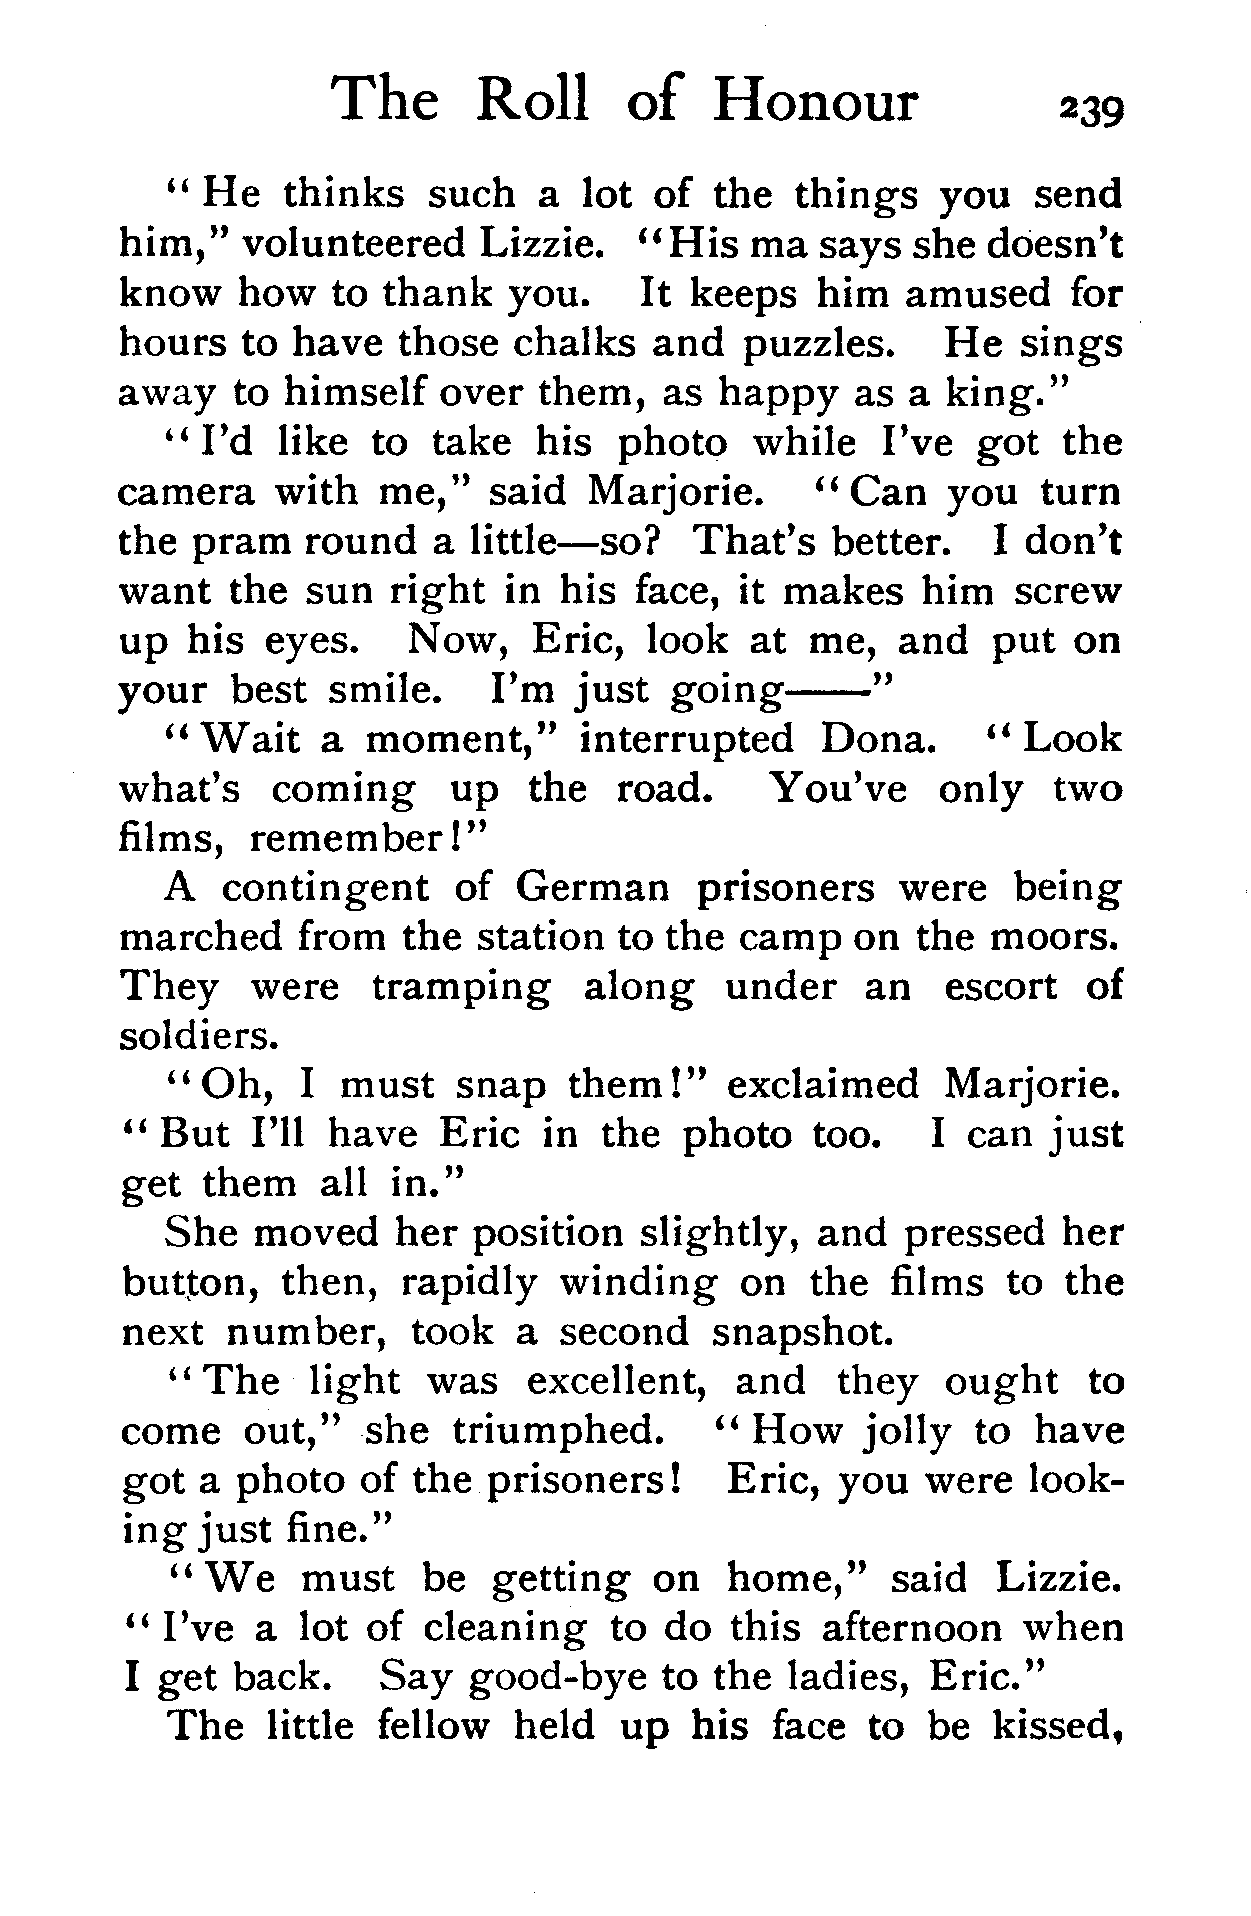 The Roll of Honour 239
"He thinks such a lot of the things you send
him," volunteered Lizzie. "His ma says she doesn't
know how to thank you. It keeps him amused for
hours to have those chalks and puzzles. He sings
away to himself over them, as happy as a king."
"I'd like to take his photo while I've got the
camera with me," said Marjorie. "Can you turn
the pram round a little—so? That's better. I don't
want the sun right in his face, it makes him screw
up his eyes. Now, Eric, look at me, and put on
your best smile. I'm just going——"
"Wait a moment," interrupted Dona. "Look
what's coming up the road. You've only two
films, remember!"
A contingent of German prisoners were being
marched from the station to the camp on the moors.
They were tramping along under an escort of
soldiers.
"Oh, I must snap them!" exclaimed Marjorie.
"But I'll have Eric in the photo too. I can just
get them all in."
She moved her position slightly, and pressed her
button, then, rapidly winding on the films to the
next number, took a second snapshot.
"The light was excellent, and they ought to
come out," she triumphed. "How jolly to have
got a photo of the prisoners! Eric, you were look-
ing just fine."
"We must be getting on home," said Lizzie.
"I've a lot of cleaning to do this afternoon when
I get back. Say good-bye to the ladies, Eric."
The little fellow held up his face to be kissed,